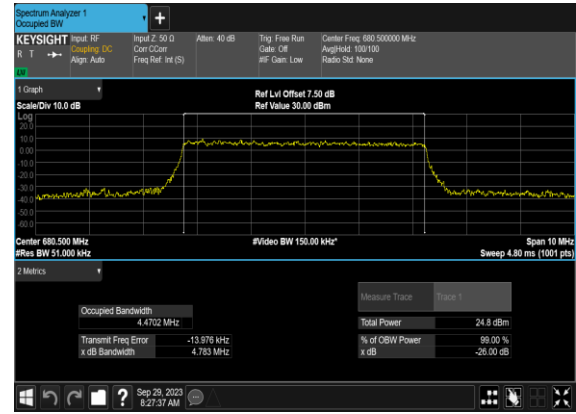 Spectrum Analyzer 1
Occupied BW
+
KEYSIGHT Input: RF Input Z: 50 Ω Atten: 40 dB Trig: Free Run Center Freq: 680.500000 MHz
R T Coupling: DC Corr CCorr Gate: Off Avg|Hold: 100/100
Align: Auto Freq Ref: Int (S) #IF Gain: Low Radio Std: None
LXI
1 Graph
Ref Lvl Offset 7.50 dB
Scale/Div 10.0 dB Ref Value 30.00 dBm
Log
20.0
10.0
0.00
-10.0
-20.0
-30.0
-40.0
-50.0
-60.0
Center 680.500 MHz #Video BW 150.00 kHz* Span 10 MHz
#Res BW 51.000 kHz Sweep 4.80 ms (1001 pts)
2 Metrics
Measure Trace Trace 1
Occupied Bandwidth
4.4702 MHz
Total Power 24.8 dBm
Transmit Freq Error -13.976 kHz % of OBW Power 99.00 %
x dB Bandwidth 4.783 MHz x dB -26.00 dB
? Sep 29, 2023
8:27:37 AM